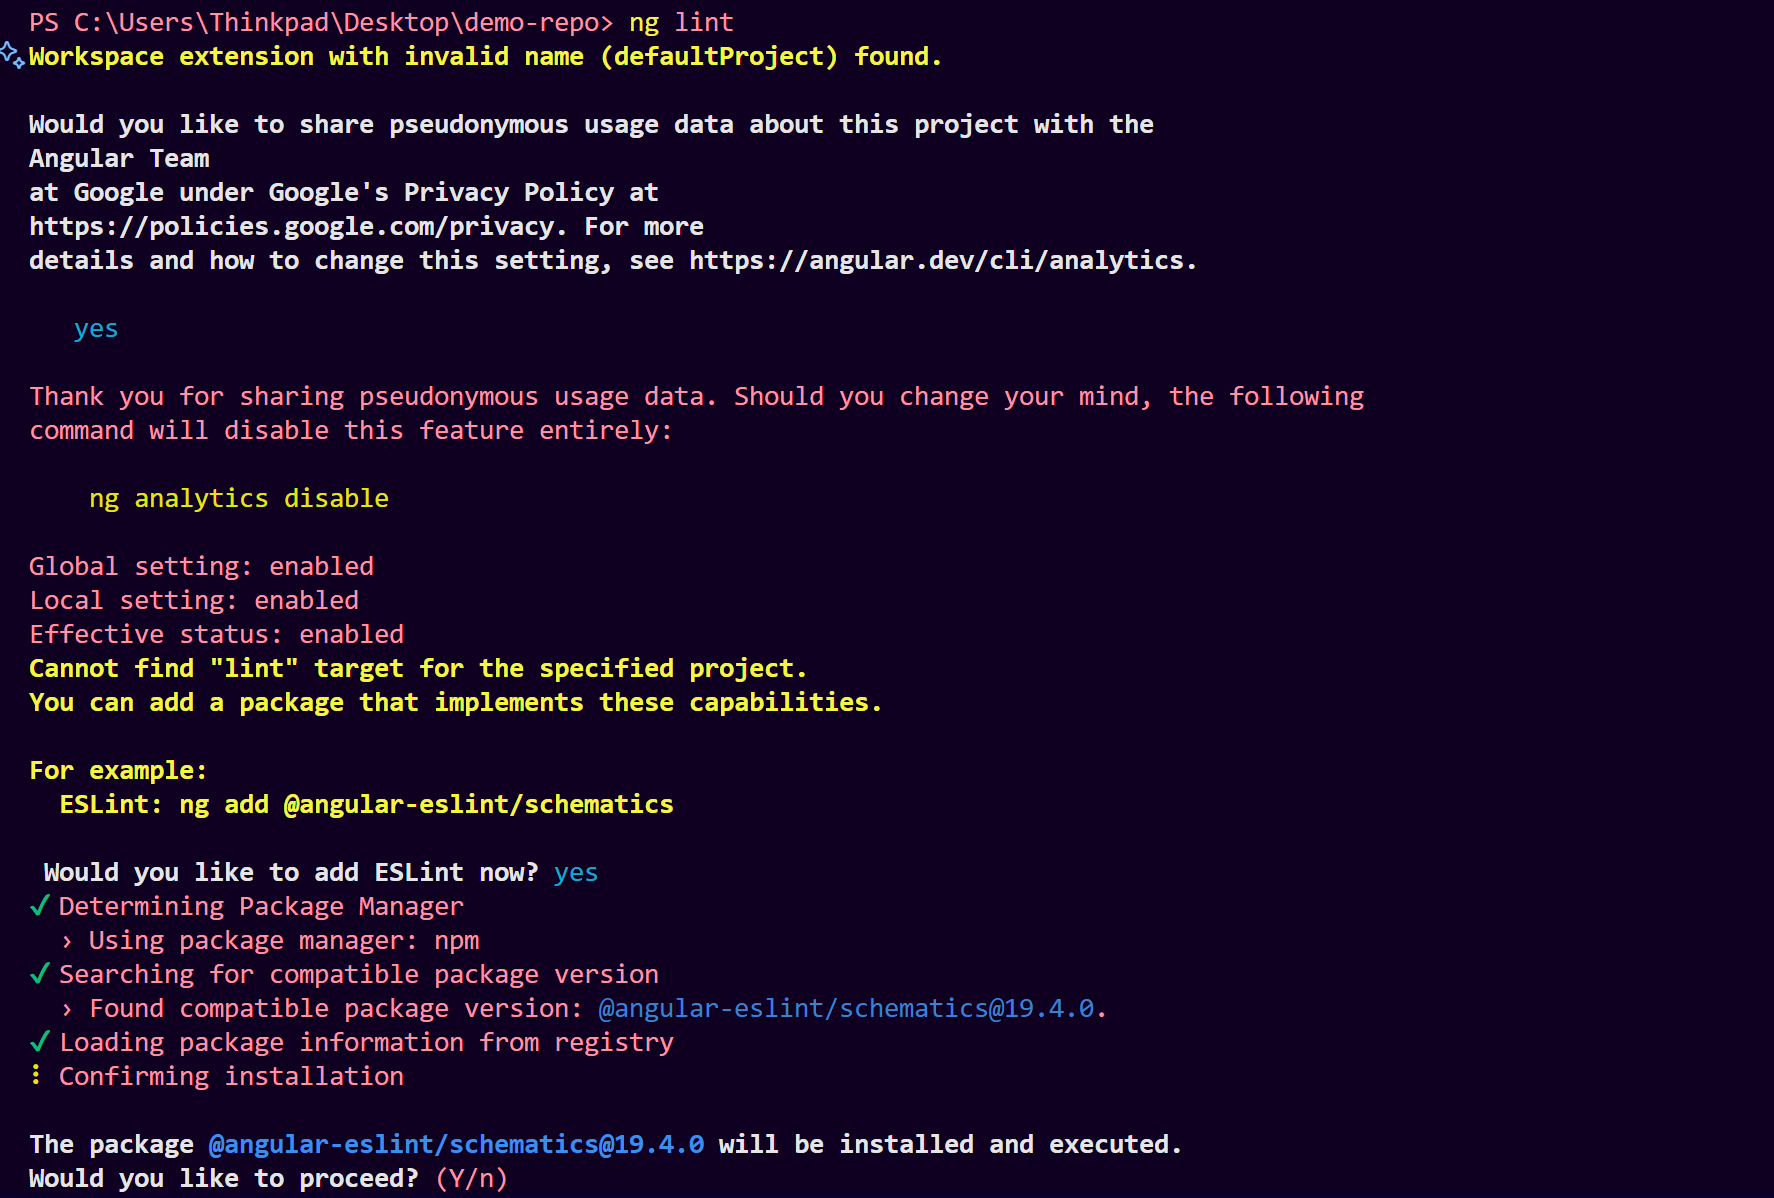 PS C:\Users\Thinkpad\Desktop\demo-repo> ng lint
Workspace extension with invalid name (defaultProject) found.
Would you like to share pseudonymous usage data about this project with the
Angular Team
at Google under Google's Privacy Policy at
https://policies.google.com/privacy. For more
details and how to change this setting, see https://angular.dev/cli/analytics.
yes
Thank you for sharing pseudonymous usage data. Should you change your mind, the following
command will disable this feature entirely:
ng analytics disable
Global setting: enabled
Local setting: enabled
Effective status: enabled
Cannot find "lint" target for the specified project.
You can add a package that implements these capabilities.
For example:
ESLint: ng add @angular-eslint/schematics
Would you like to add ESLint now? yes
✓ Determining Package Manager
› Using package manager: npm
✓ Searching for compatible package version
› Found compatible package version: @angular-eslint/schematics@19.4.0.
✓ Loading package information from registry
⋮ Confirming installation
The package @angular-eslint/schematics@19.4.0 will be installed and executed.
Would you like to proceed? (Y/n)